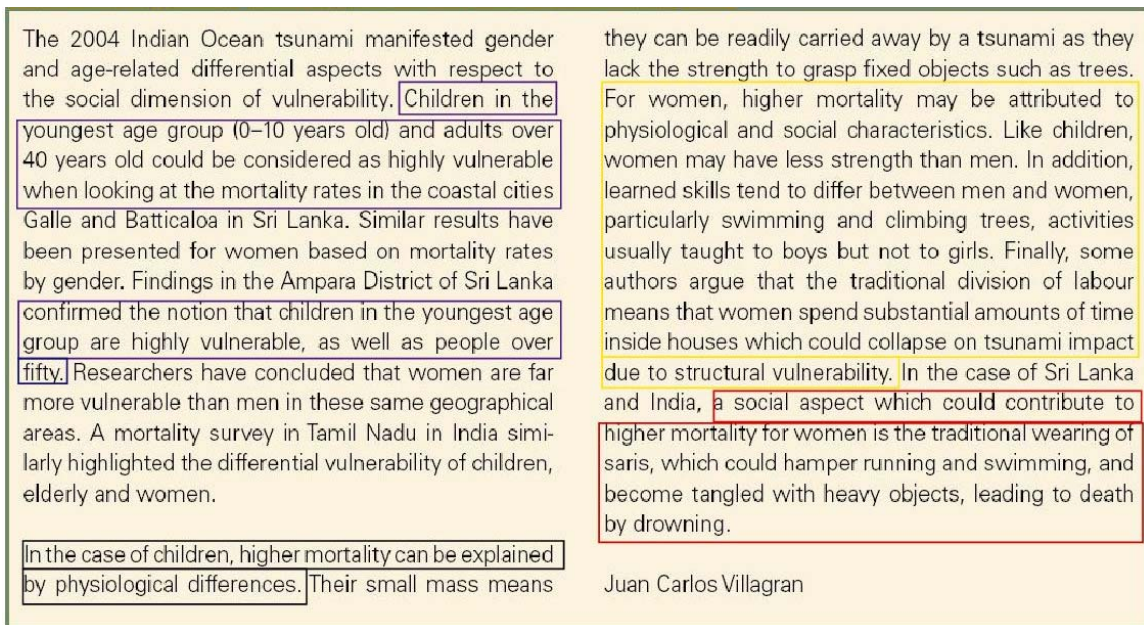 The 2004 Indian Ocean tsunami manifested gender
and age-related differential aspects with respect to
the social dimension of vulnerability. Children in the
youngest age group (0–10 years old) and adults over
40 years old could be considered as highly vulnerable
when looking at the mortality rates in the coastal cities
Galle and Batticaloa in Sri Lanka. Similar results have
been presented for women based on mortality rates
by gender. Findings in the Ampara District of Sri Lanka
confirmed the notion that children in the youngest age
group are highly vulnerable, as well as people over
fifty. Researchers have concluded that women are far
more vulnerable than men in these same geographical
areas. A mortality survey in Tamil Nadu in India simi-
larly highlighted the differential vulnerability of children,
elderly and women.
In the case of children, higher mortality can be explained
by physiological differences. Their small mass means
they can be readily carried away by a tsunami as they
lack the strength to grasp fixed objects such as trees.
For women, higher mortality may be attributed to
physiological and social characteristics. Like children,
women may have less strength than men. In addition,
learned skills tend to differ between men and women,
particularly swimming and climbing trees, activities
usually taught to boys but not to girls. Finally, some
authors argue that the traditional division of labour
means that women spend substantial amounts of time
inside houses which could collapse on tsunami impact
due to structural vulnerability. In the case of Sri Lanka
and India, a social aspect which could contribute to
higher mortality for women is the traditional wearing of
saris, which could hamper running and swimming, and
become tangled with heavy objects, leading to death
by drowning.
Juan Carlos Villagran